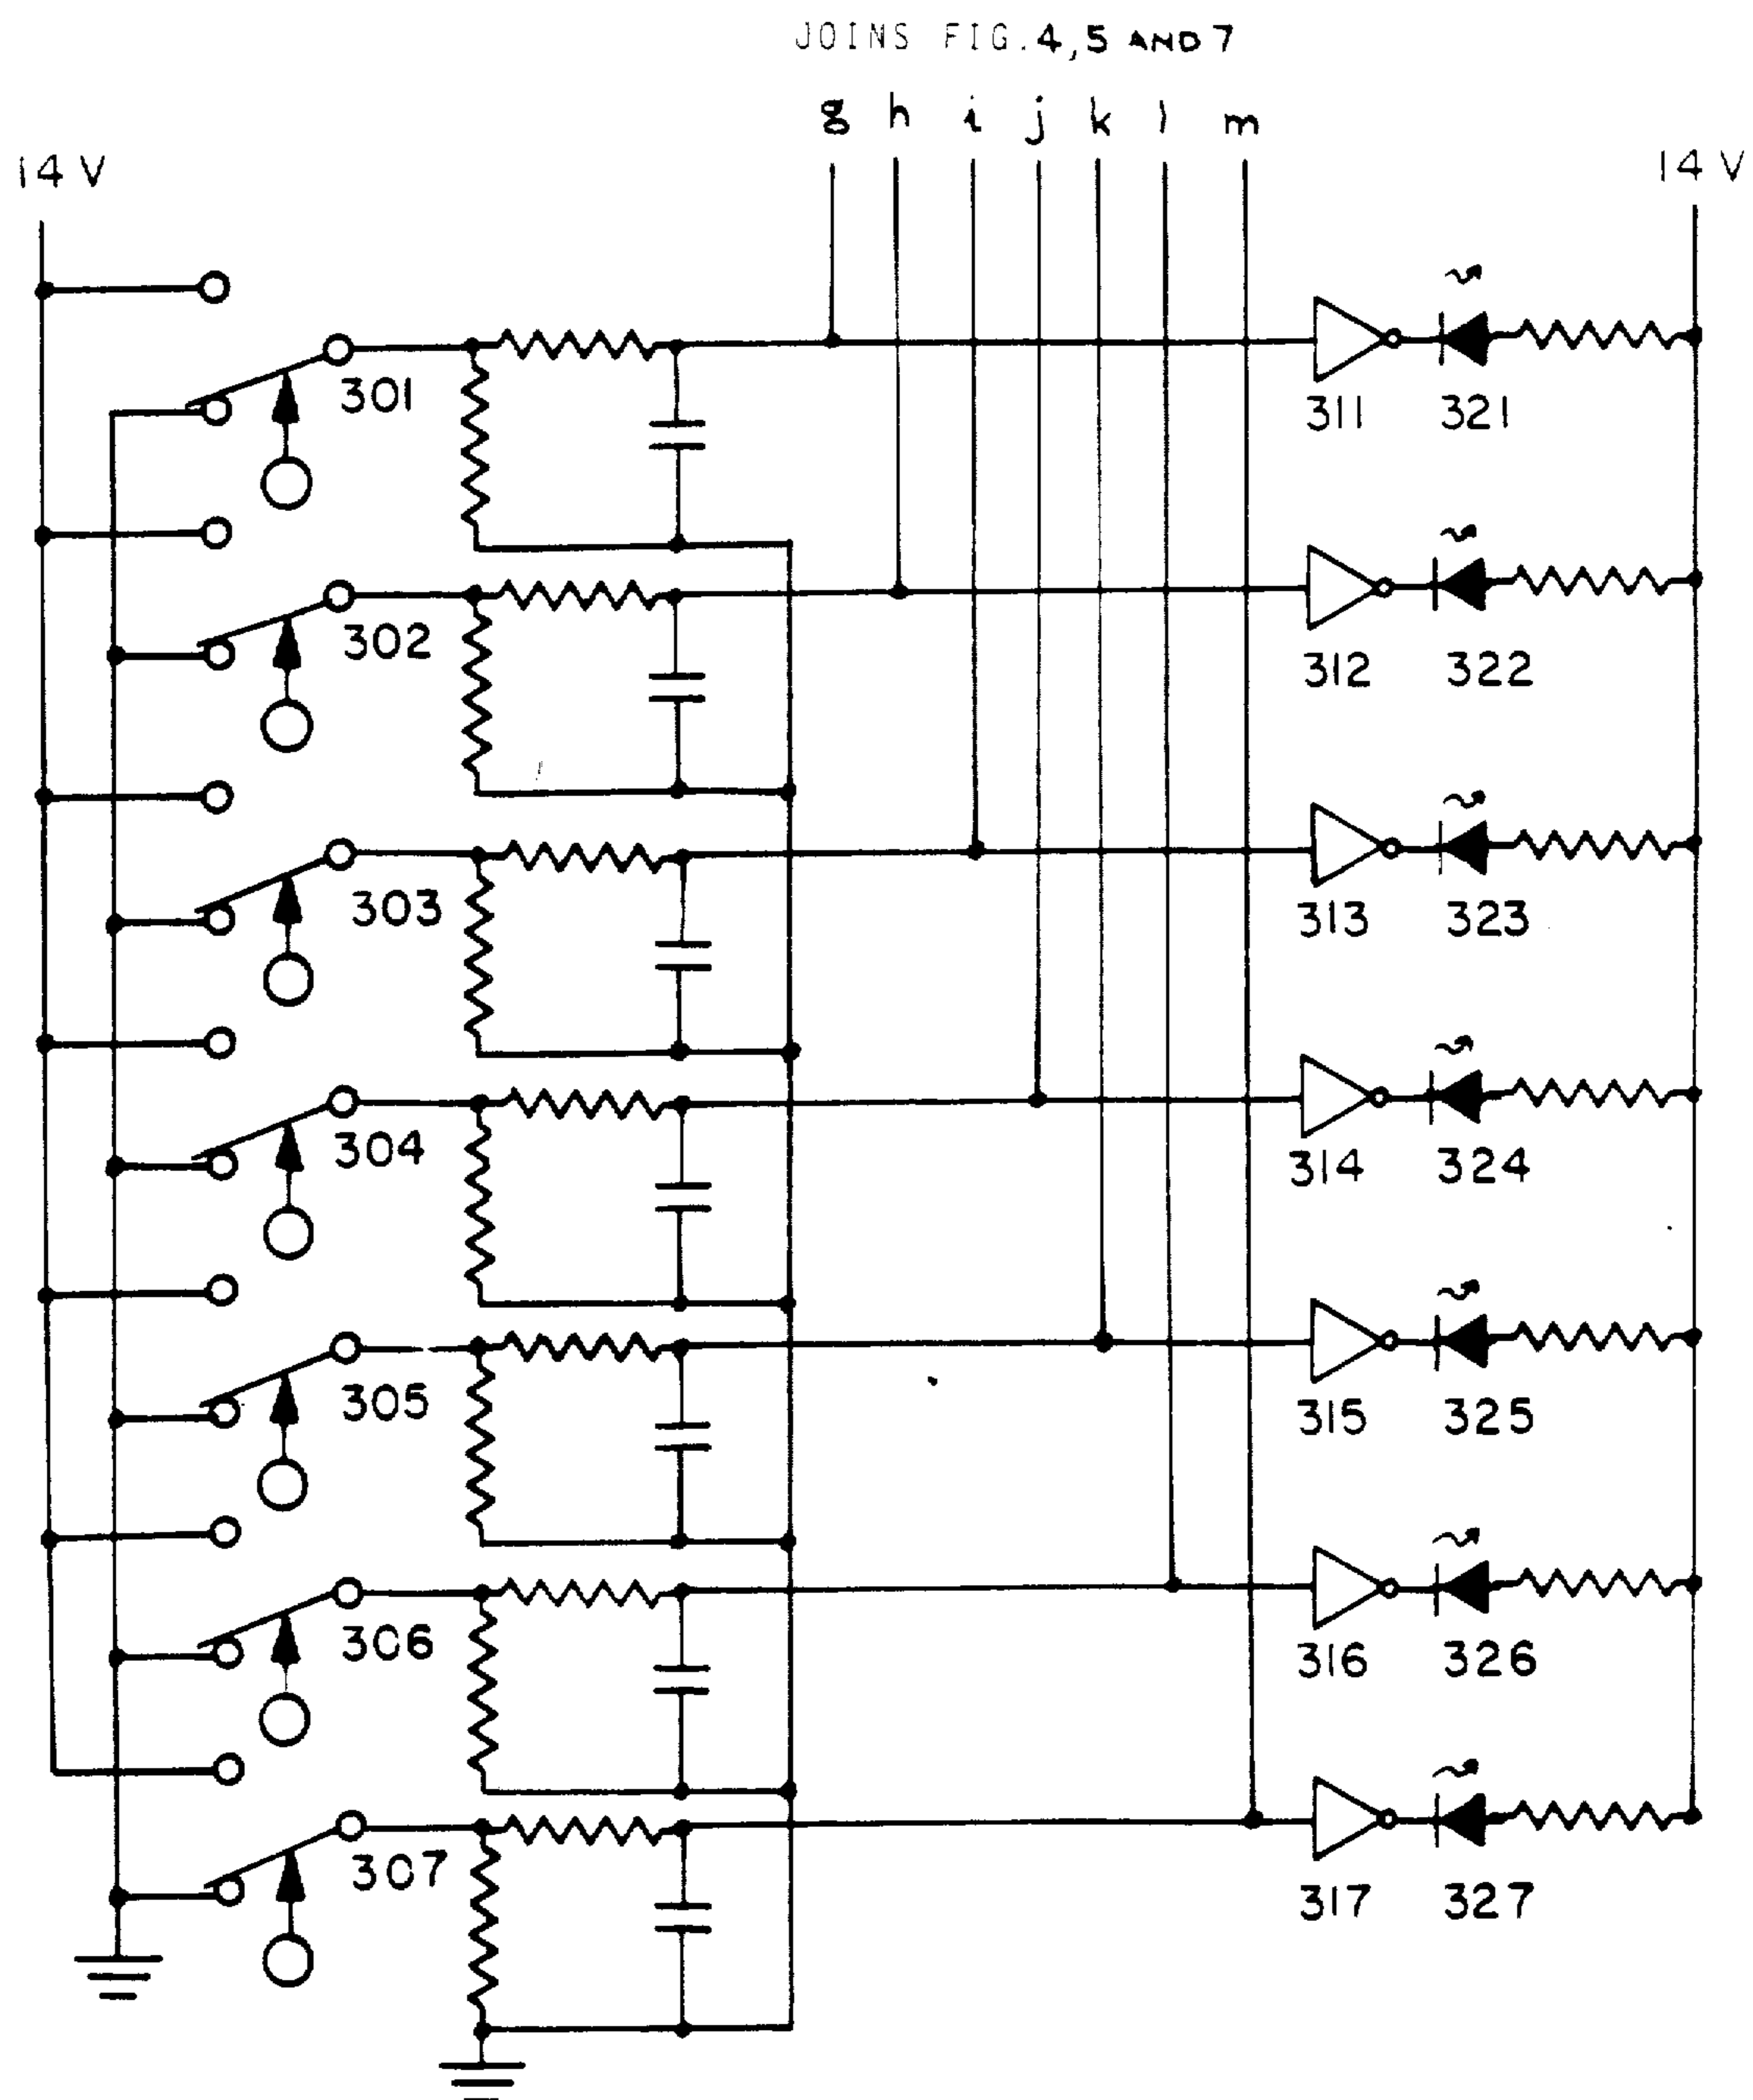 JOINS FIG. 4, 5 AND 7
g h i j k l m
14 V 14 V
301 311 321
302 312 322
303 313 323
304 314 324
305 315 325
306 316 326
307 317 327